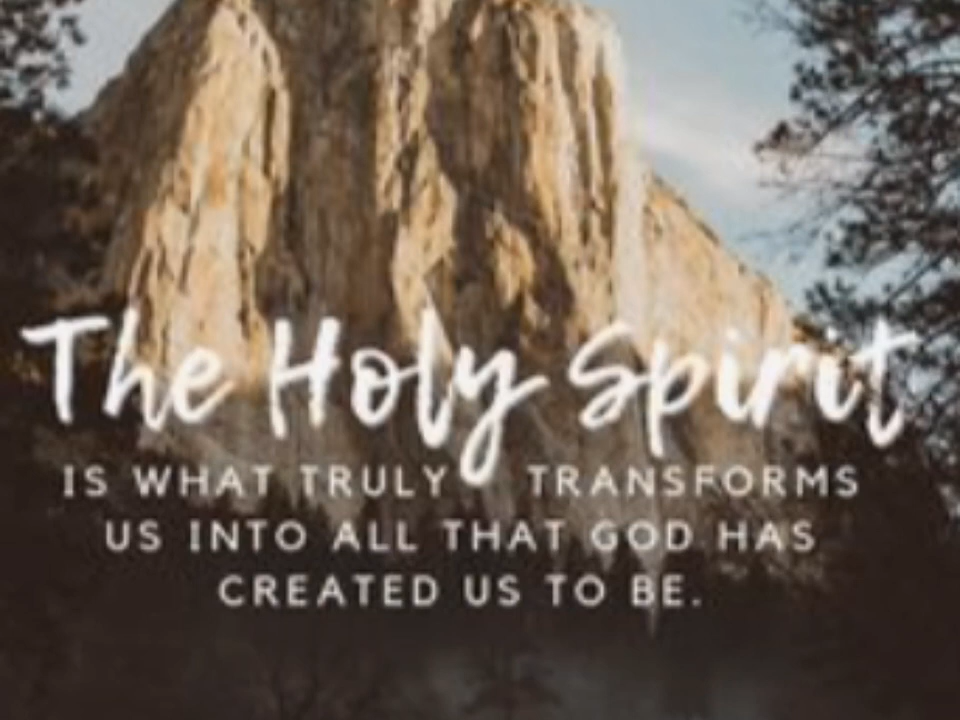 The Holy Spirit
IS WHAT TRULY TRANSFORMS
US INTO ALL THAT GOD HAS
CREATED US TO BE.